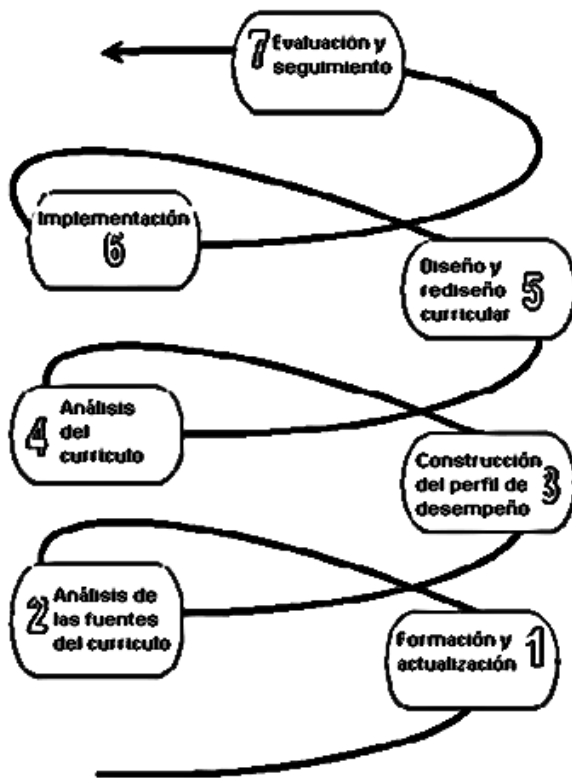 7 Evaluación y
seguimiento
Implementación
6
Diseño y
rediseño 5
curricular
Análisis
4 del
currículo
Construcción
del perfil de 3
desempeño
Análisis de
2 las fuentes
del currículo
Formación y 1
actualización